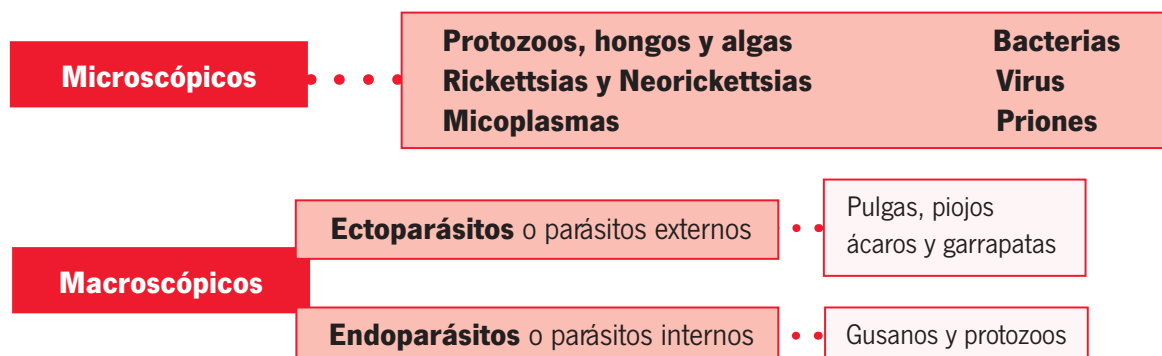 Microscópicos
Protozoos, hongos y algas
Bacterias
Rickettsias y Neorickettsias
Virus
Micoplasmas
Priones
Macroscópicos
Ectoparásitos o parásitos externos
Pulgas, piojos
ácaros y garrapatas
Endoparásitos o parásitos internos
Gusanos y protozoos